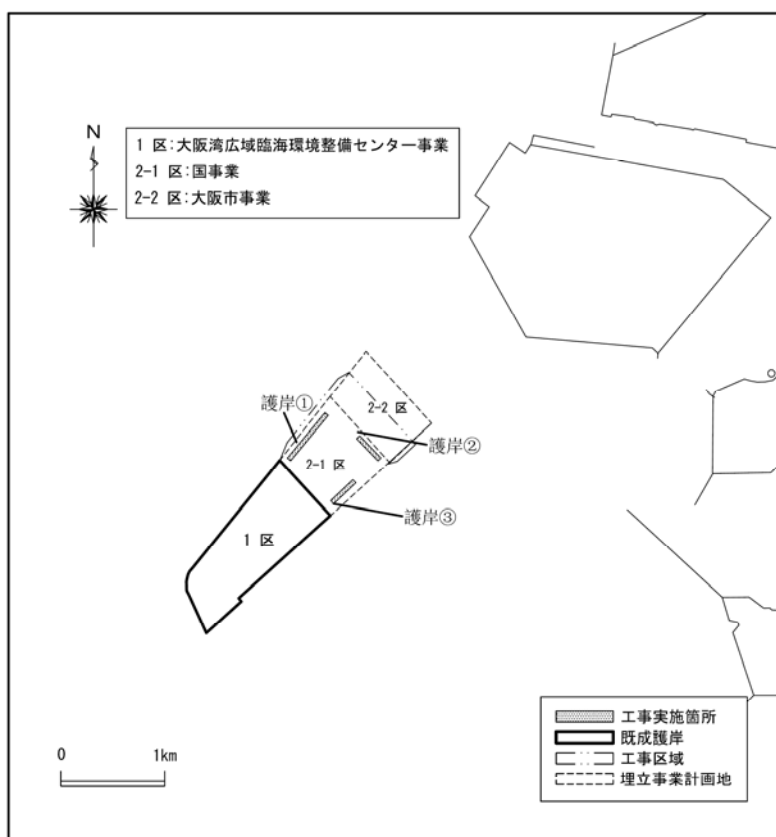 N
1 区:大阪湾広域臨海環境整備センター事業
2-1 区:国事業
2-2 区:大阪市事業
護岸①
2-2 区
護岸②
2-1 区
護岸③
1 区
工事実施箇所
既成護岸
工事区域
埋立事業計画地
0 1km